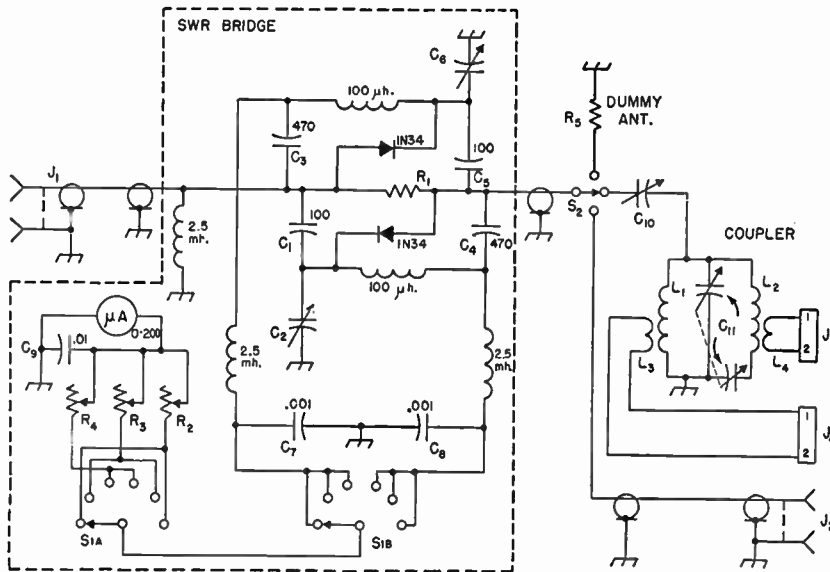 SWR BRIDGE
C6
100 µh.
470
C3
1N34
100
C5
R1
J1
2.5
mh.
100
C1
1N34
C4
470
100 µh.
C2
R5
DUMMY
ANT.
S2
C10
COUPLER
L1
L2
C11
L3
L4
1
2
J
1
2
J
J
µA
0-200
C9
.01
R4
R3
R2
2.5
mh.
2.5
mh.
.001
C7
.001
C8
S1A
S1B